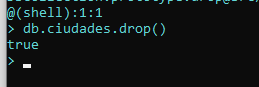 @(shell):1:1
> db.ciudades.drop()
true
>